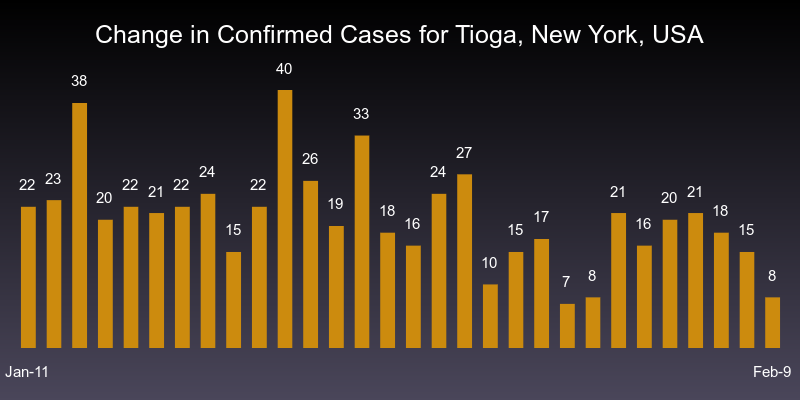 Change in Confirmed Cases for Tioga, New York, USA
22 23 38 20 22 21 22 24 15 22 40 26 19 33 18 16 24 27 10 15 17 7 8 21 16 20 21 18 15 8
Jan-11 Feb-9